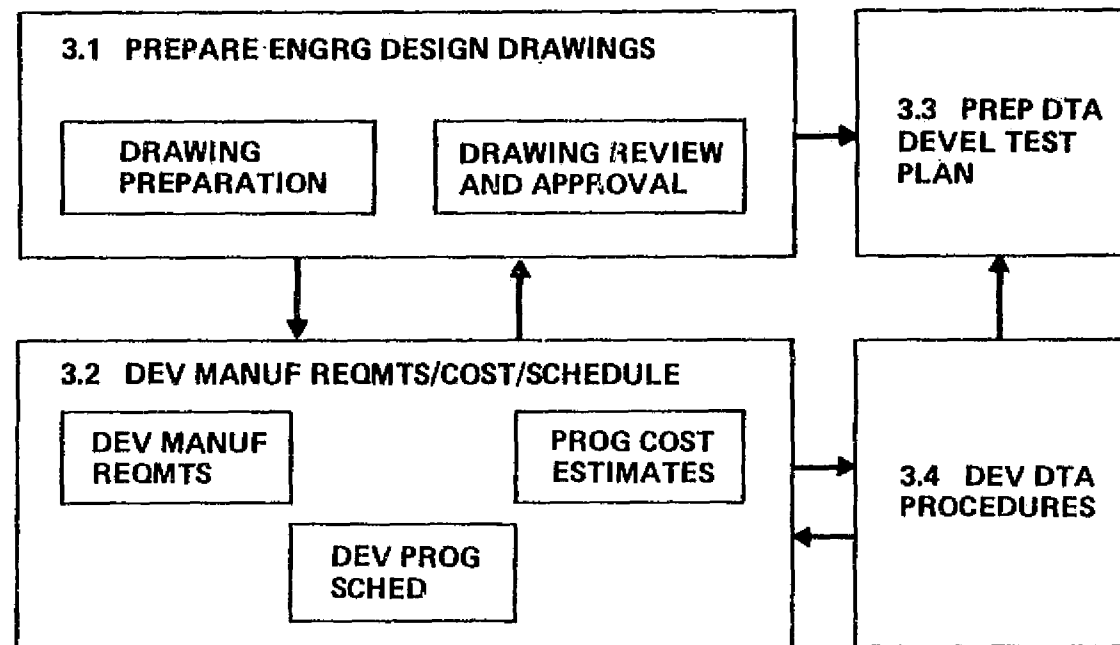 3.1 PREPARE ENGRG DESIGN DRAWINGS
DRAWING
PREPARATION
DRAWING REVIEW
AND APPROVAL
3.3 PREP DTA
DEVEL TEST
PLAN
3.2 DEV MANUF REQMTS/COST/SCHEDULE
DEV MANUF
REQMTS
PROG COST
ESTIMATES
DEV PROG
SCHED
3.4 DEV DTA
PROCEDURES